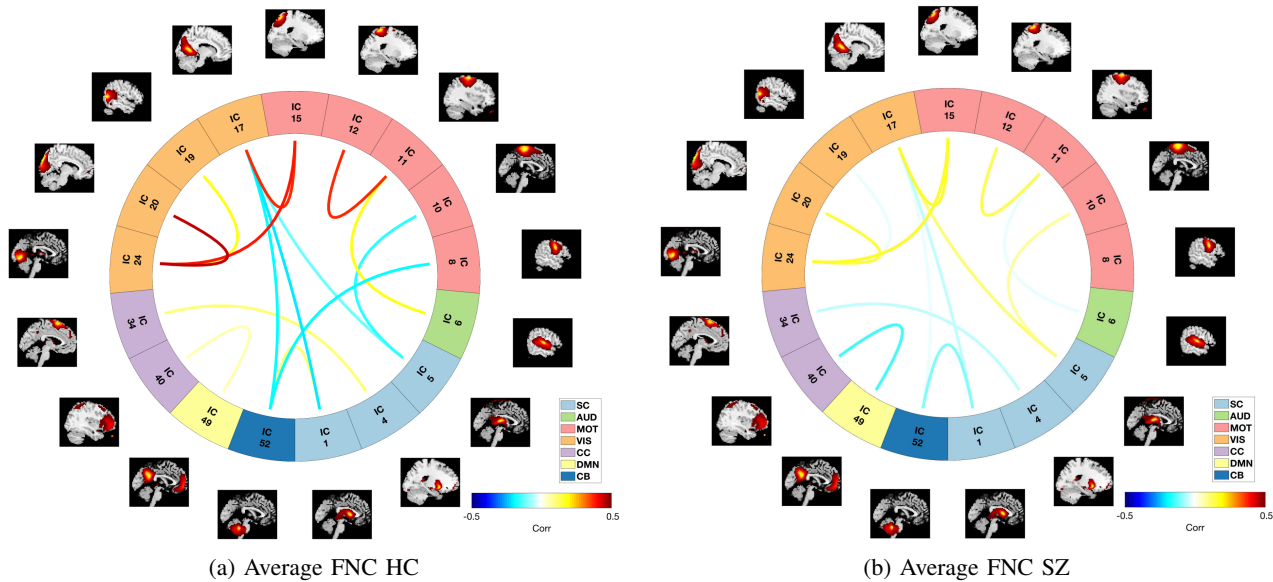 IC
15
IC
12
IC
11
IC
10
IC
8
IC
6
IC
5
IC
4
IC
1
IC
52
IC
49
IC
40
IC
34
IC
24
IC
20
IC
19
IC
17
SC
AUD
MOT
VIS
CC
DMN
CB
-0.5
0.5
Corr
(a) Average FNC HC
IC
15
IC
12
IC
11
IC
10
IC
8
IC
6
IC
5
IC
4
IC
1
IC
52
IC
49
IC
40
IC
34
IC
24
IC
20
IC
19
IC
17
SC
AUD
MOT
VIS
CC
DMN
CB
-0.5
0.5
Corr
(b) Average FNC SZ